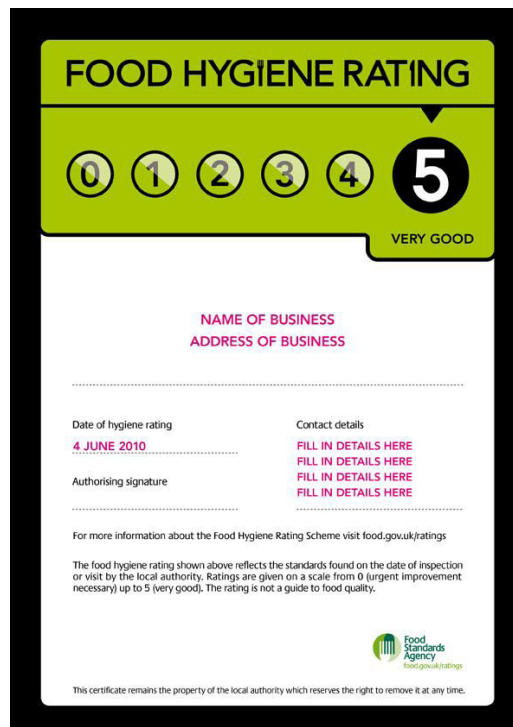 FOOD HYGIENE RATING
0 1 2 3 4 5
VERY GOOD
NAME OF BUSINESS
ADDRESS OF BUSINESS
Date of hygiene rating
4 JUNE 2010
Authorising signature
Contact details
FILL IN DETAILS HERE
FILL IN DETAILS HERE
FILL IN DETAILS HERE
FILL IN DETAILS HERE
For more information about the Food Hygiene Rating Scheme visit food.gov.uk/ratings
The food hygiene rating shown above reflects the standards found on the date of inspection
or visit by the local authority. Ratings are given on a scale from 0 (urgent improvement
necessary) up to 5 (very good). The rating is not a guide to food quality.
Food
Standards
Agency
food.gov.uk/ratings
This certificate remains the property of the local authority which reserves the right to remove it at any time.